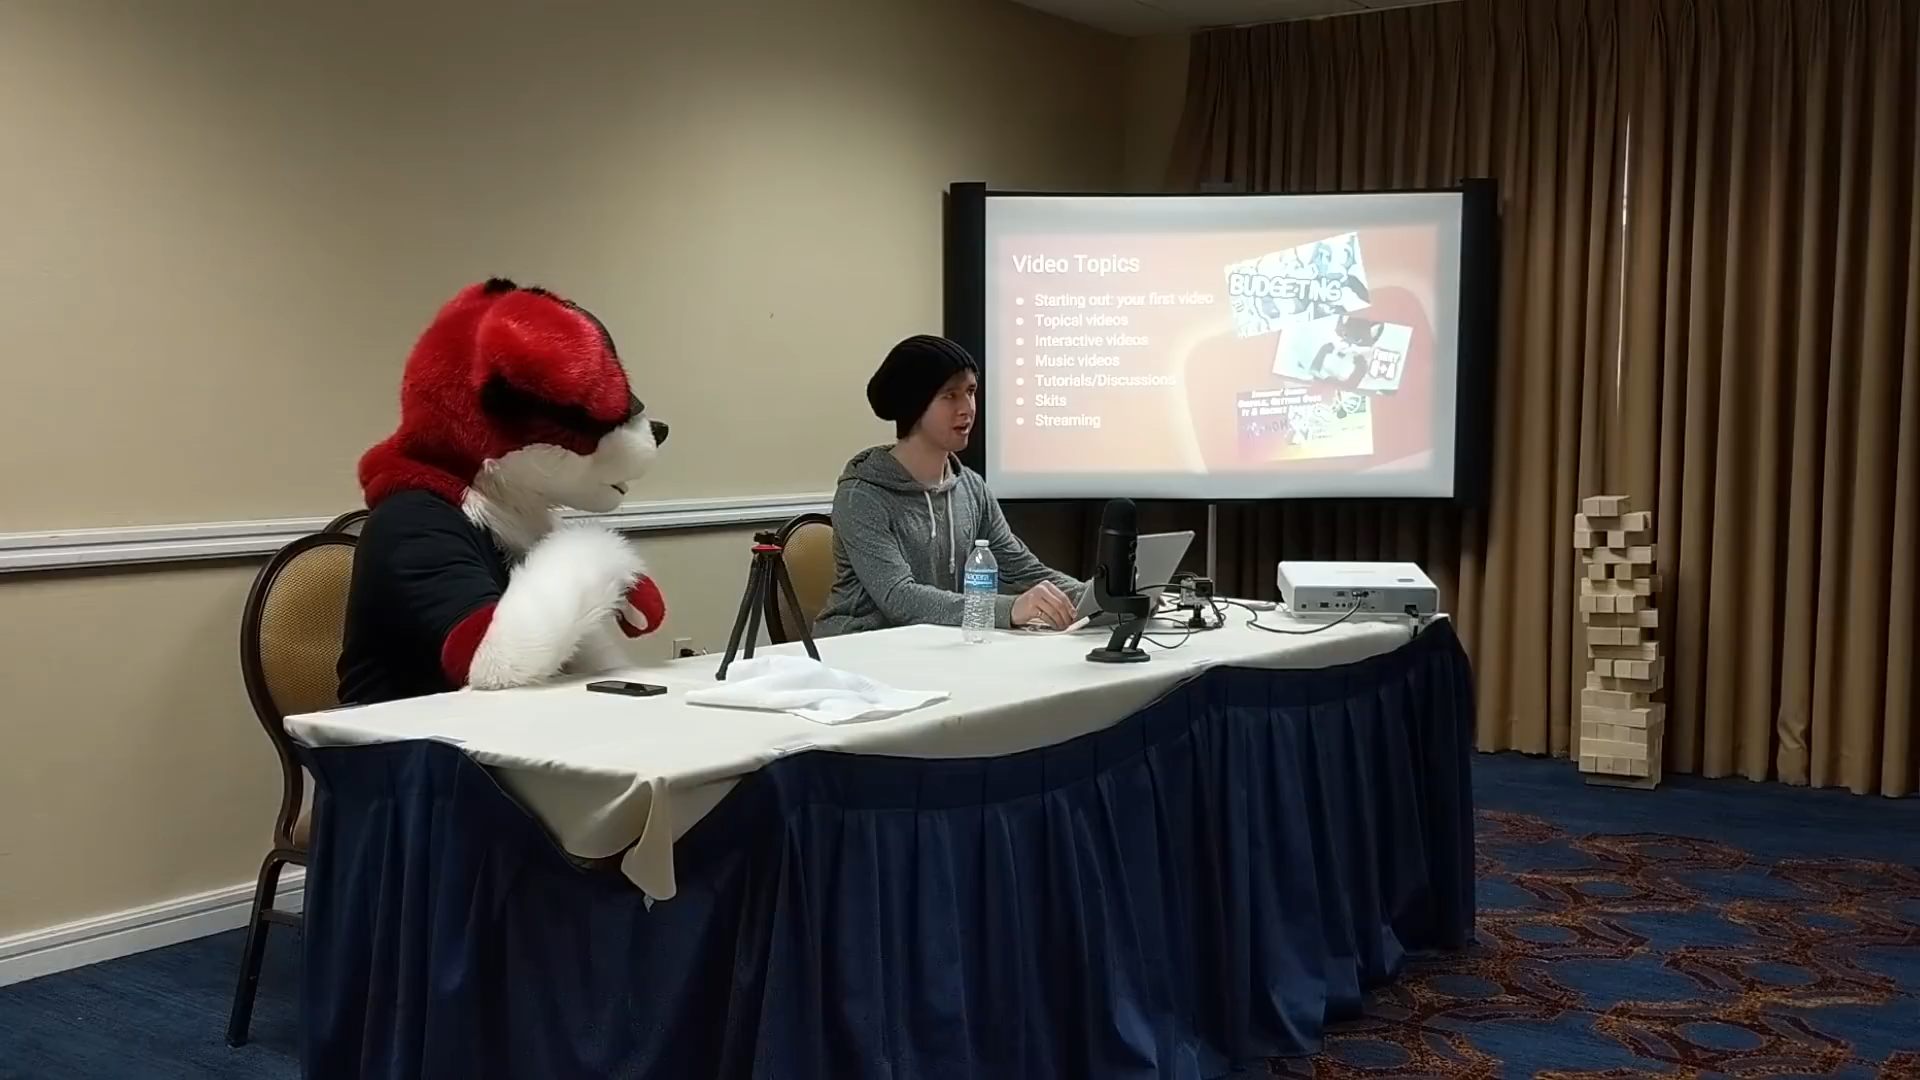 Video Topics
Starting out: your first video
Topical videos
Interactive videos
Music videos
Tutorials/Discussions
Skits
Streaming
BUDGETING
Q+A